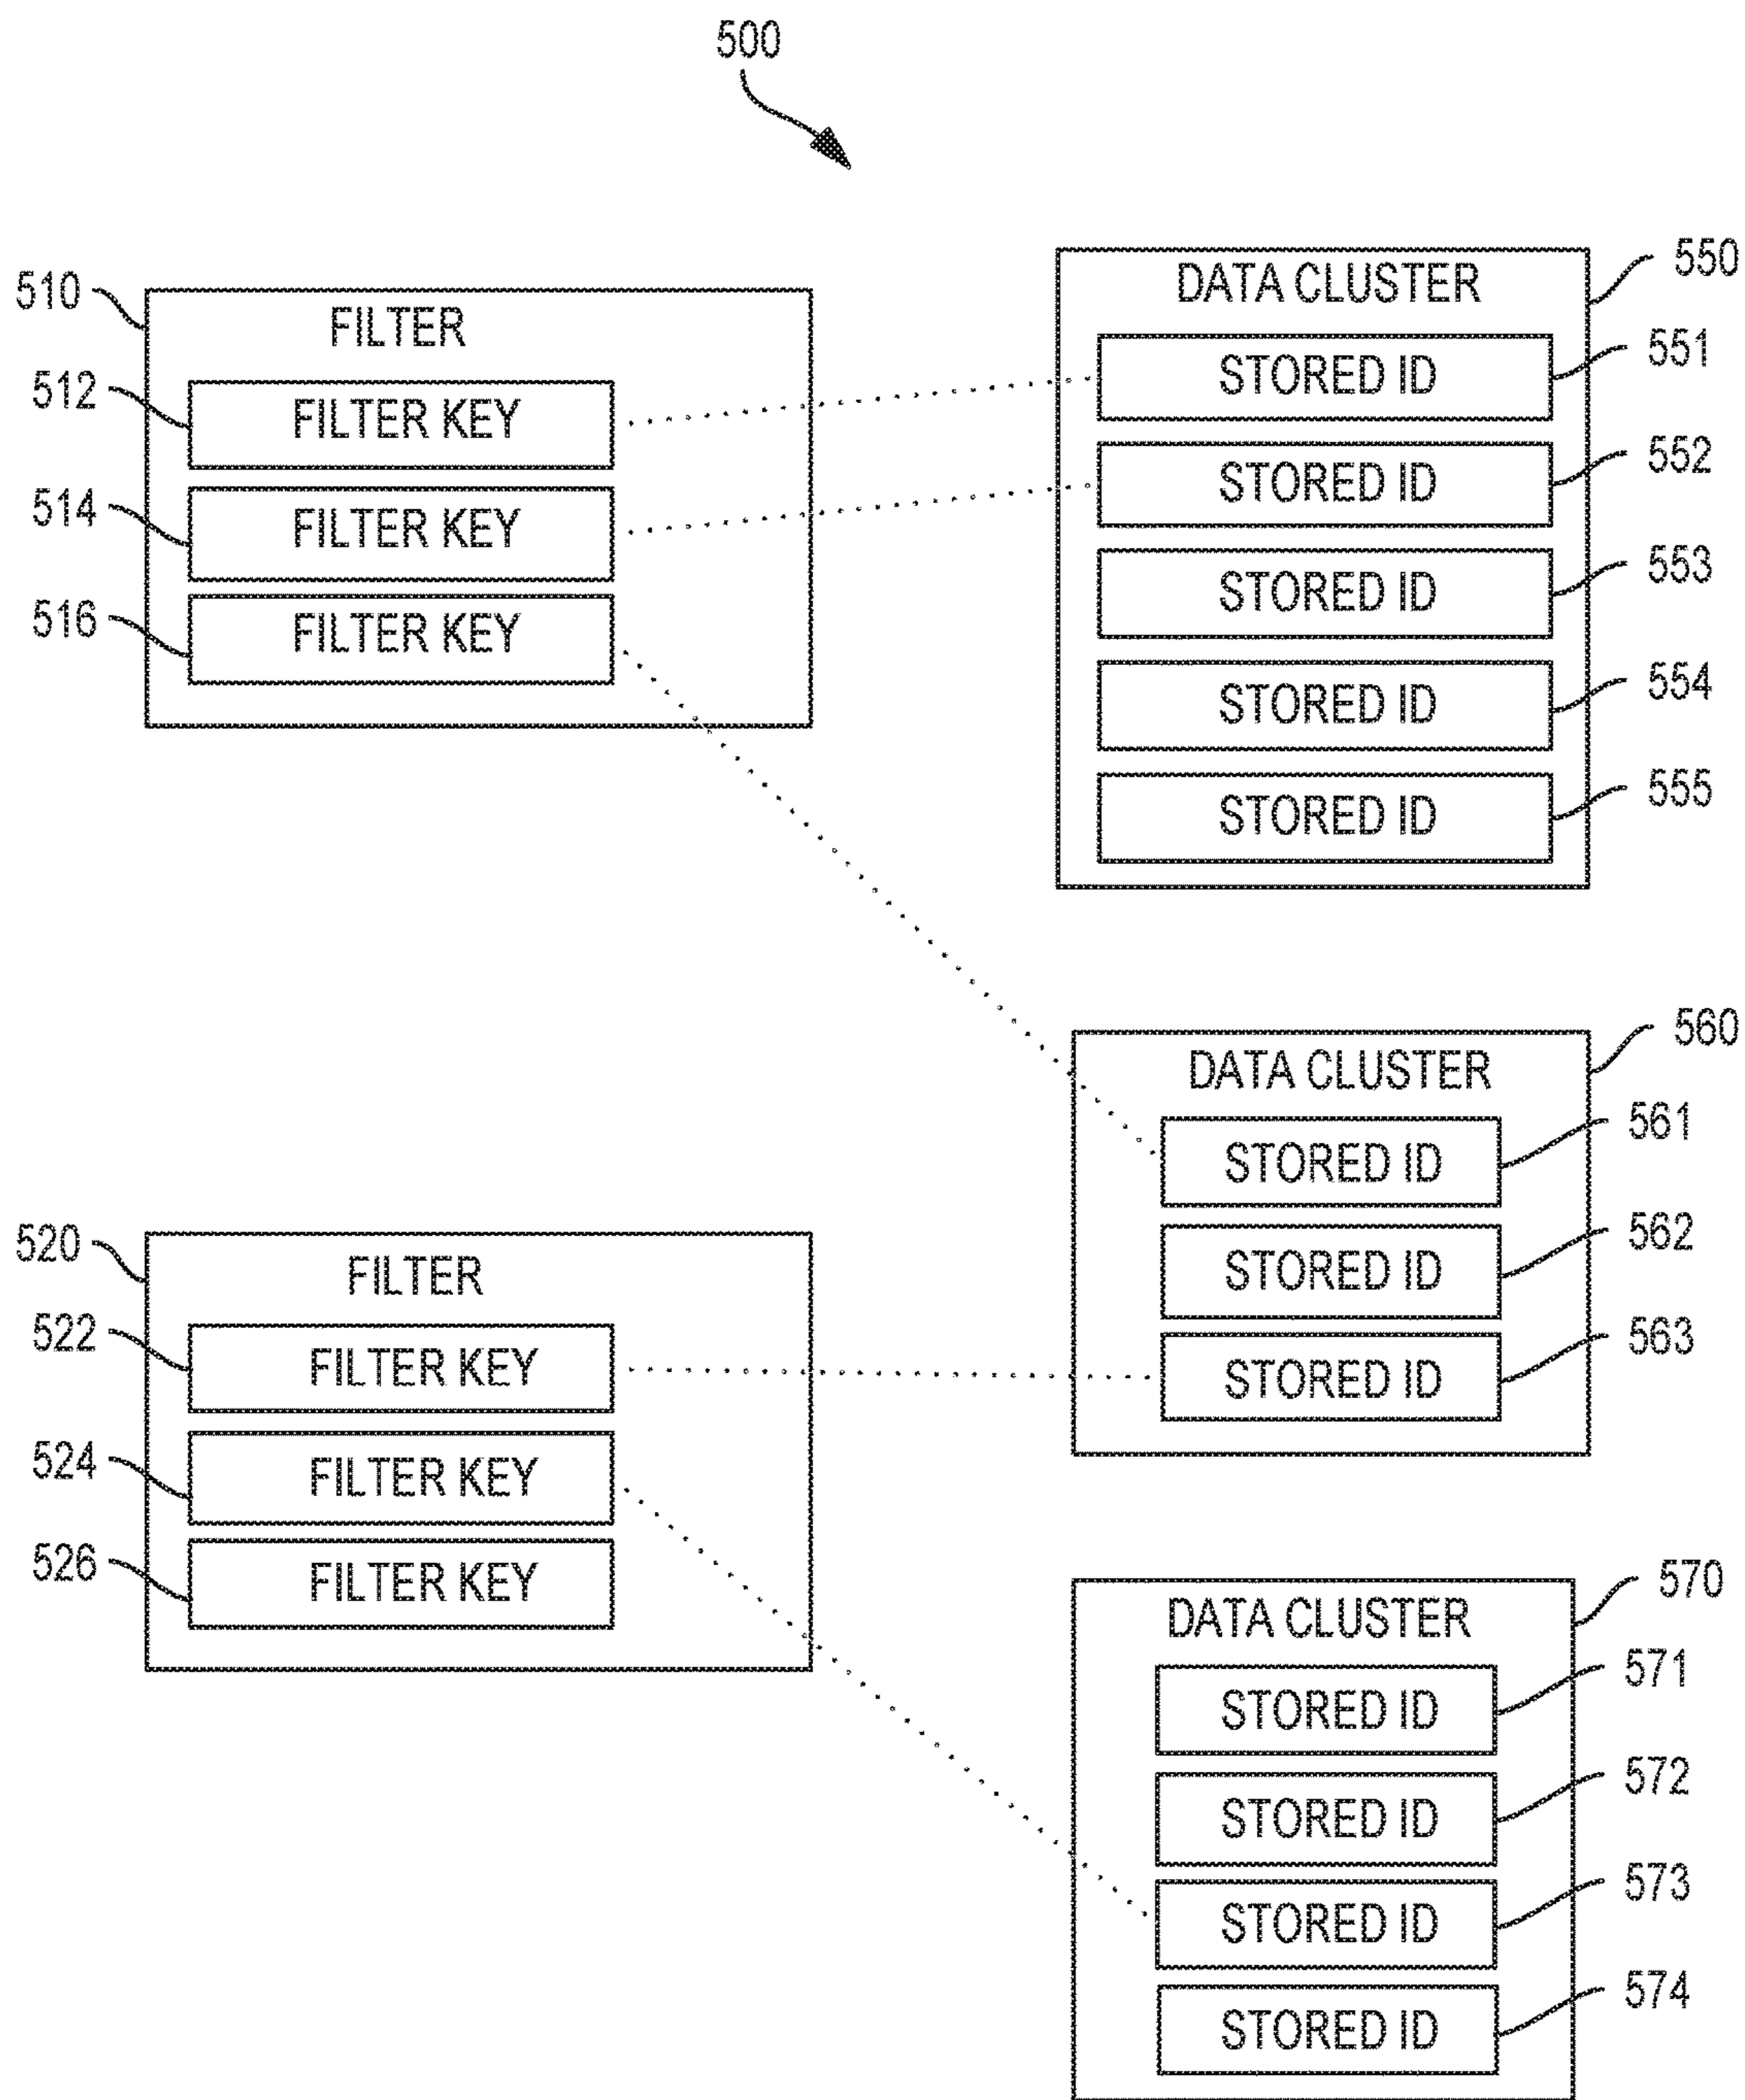 500
510
FILTER
512
FILTER KEY
514
FILTER KEY
516
FILTER KEY
DATA CLUSTER
550
STORED ID
551
STORED ID
552
STORED ID
553
STORED ID
554
STORED ID
555
DATA CLUSTER
560
STORED ID
561
STORED ID
562
STORED ID
563
520
FILTER
522
FILTER KEY
524
FILTER KEY
526
FILTER KEY
DATA CLUSTER
570
STORED ID
571
STORED ID
572
STORED ID
573
STORED ID
574